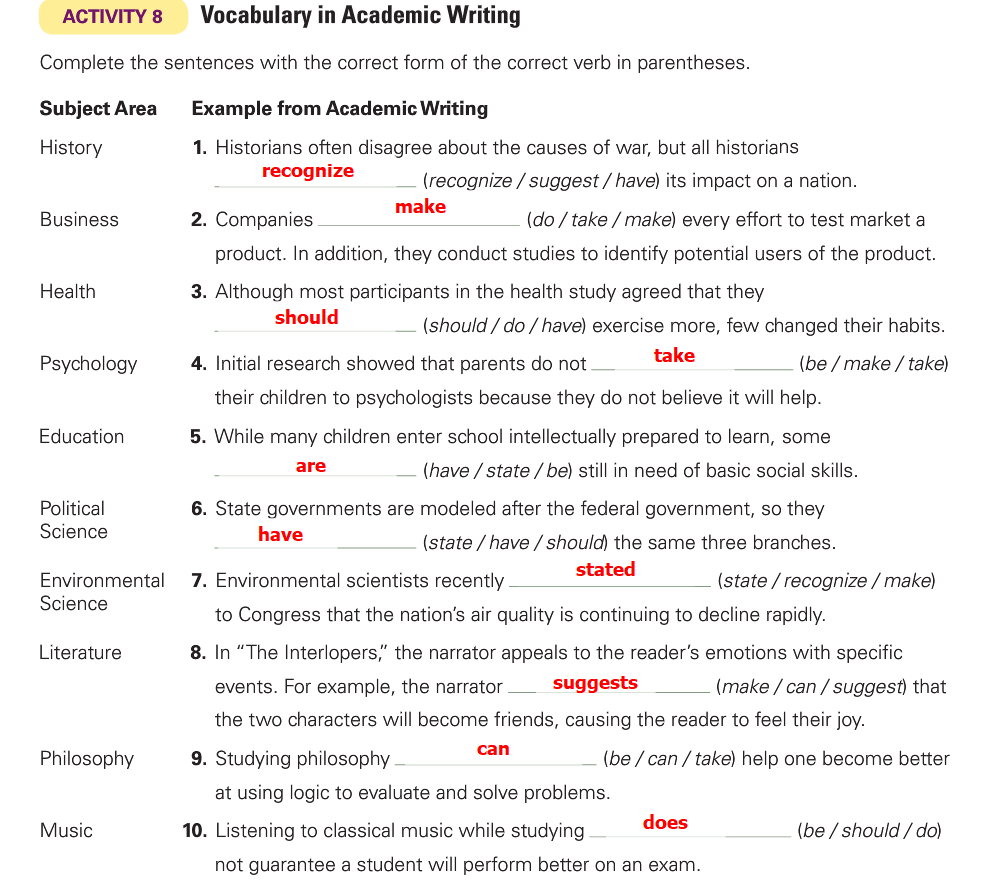 ACTIVITY 8 Vocabulary in Academic Writing
Complete the sentences with the correct form of the correct verb in parentheses.
Subject Area Example from Academic Writing
History 1. Historians often disagree about the causes of war, but all historians
recognize (recognize / suggest / have) its impact on a nation.
Business 2. Companies make (do / take / make) every effort to test market a
product. In addition, they conduct studies to identify potential users of the product.
Health 3. Although most participants in the health study agreed that they
should (should / do / have) exercise more, few changed their habits.
Psychology 4. Initial research showed that parents do not take (be / make / take)
their children to psychologists because they do not believe it will help.
Education 5. While many children enter school intellectually prepared to learn, some
are (have / state / be) still in need of basic social skills.
Political 6. State governments are modeled after the federal government, so they
Science have (state / have / should) the same three branches.
Environmental 7. Environmental scientists recently stated (state / recognize / make)
Science to Congress that the nation's air quality is continuing to decline rapidly.
Literature 8. In "The Interlopers," the narrator appeals to the reader's emotions with specific
events. For example, the narrator suggests (make / can / suggest) that
the two characters will become friends, causing the reader to feel their joy.
Philosophy 9. Studying philosophy can (be / can / take) help one become better
at using logic to evaluate and solve problems.
Music 10. Listening to classical music while studying does (be / should / do)
not guarantee a student will perform better on an exam.